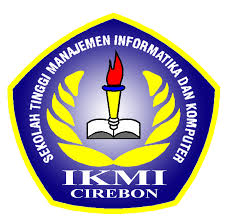 SEKOLAH TINGGI MANAJEMEN INFORMATIKA DAN KOMPUTER
IKMI
CIREBON